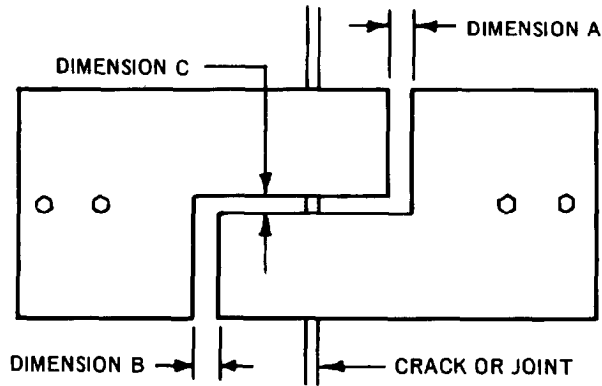 DIMENSION A
DIMENSION C
DIMENSION B
CRACK OR JOINT